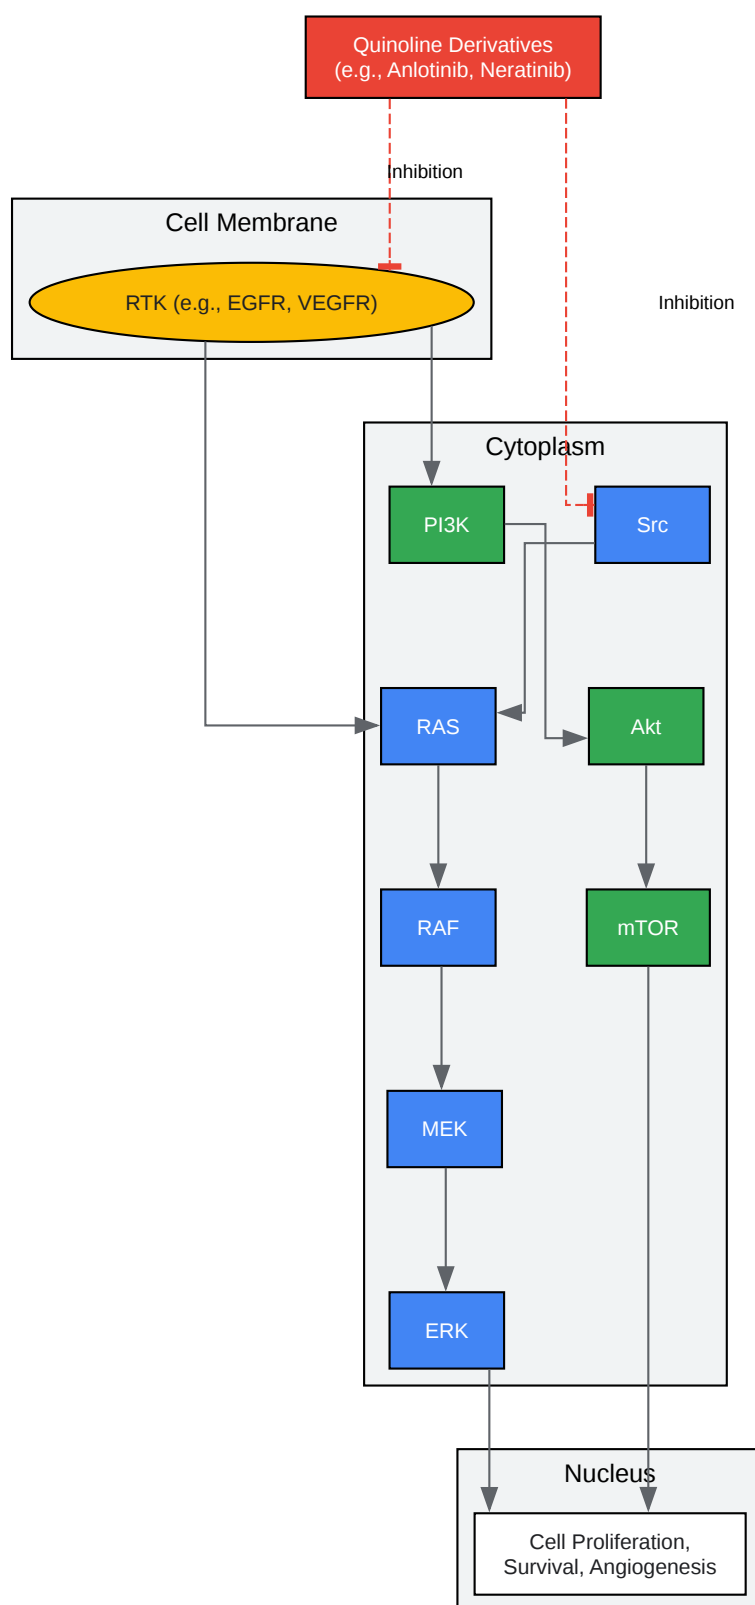 Quinoline Derivatives
(e.g., Anlotinib, Neratinib)
Inhibition
Cell Membrane
RTK (e.g., EGFR, VEGFR)
Inhibition
Cytoplasm
PI3K
Src
RAS
Akt
RAF
mTOR
MEK
ERK
Nucleus
Cell Proliferation,
Survival, Angiogenesis